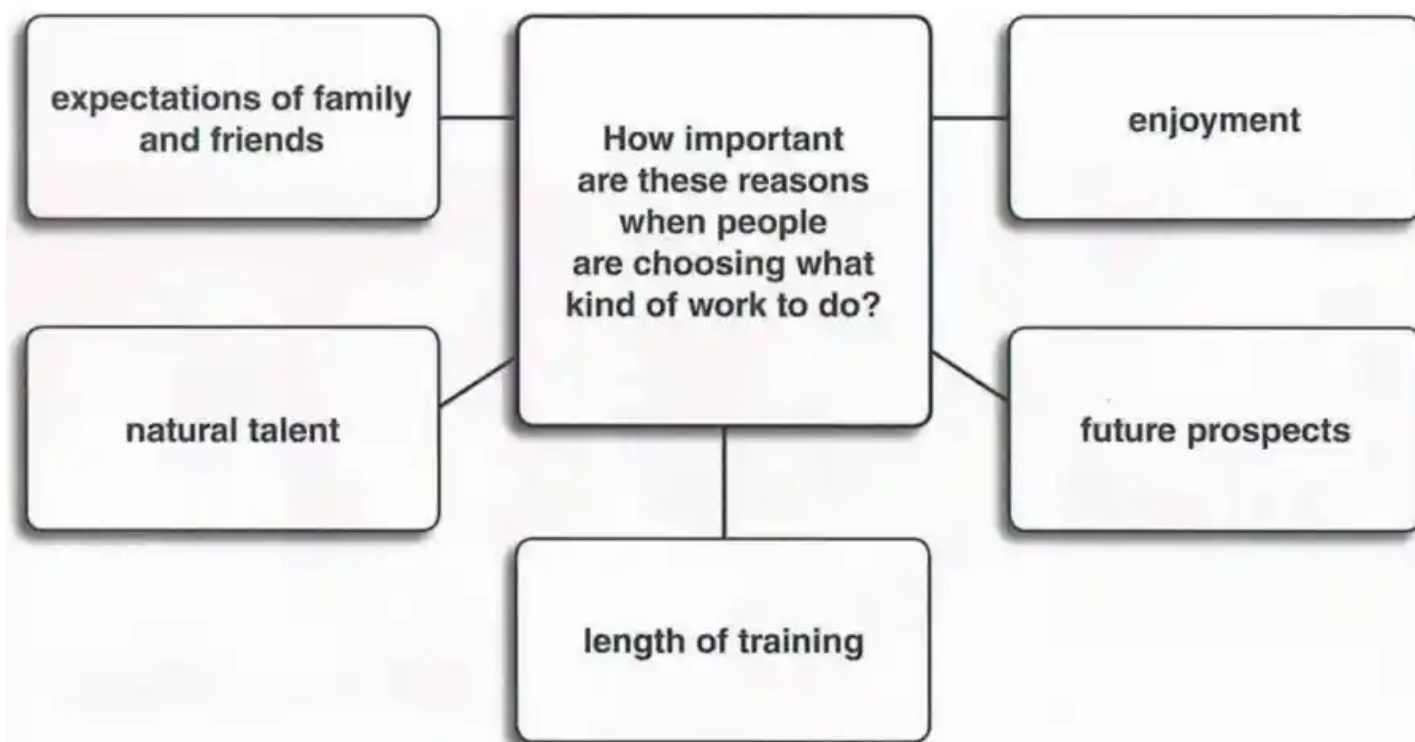 expectations of family
and friends
How important
are these reasons
when people
are choosing what
kind of work to do?
enjoyment
natural talent
future prospects
length of training